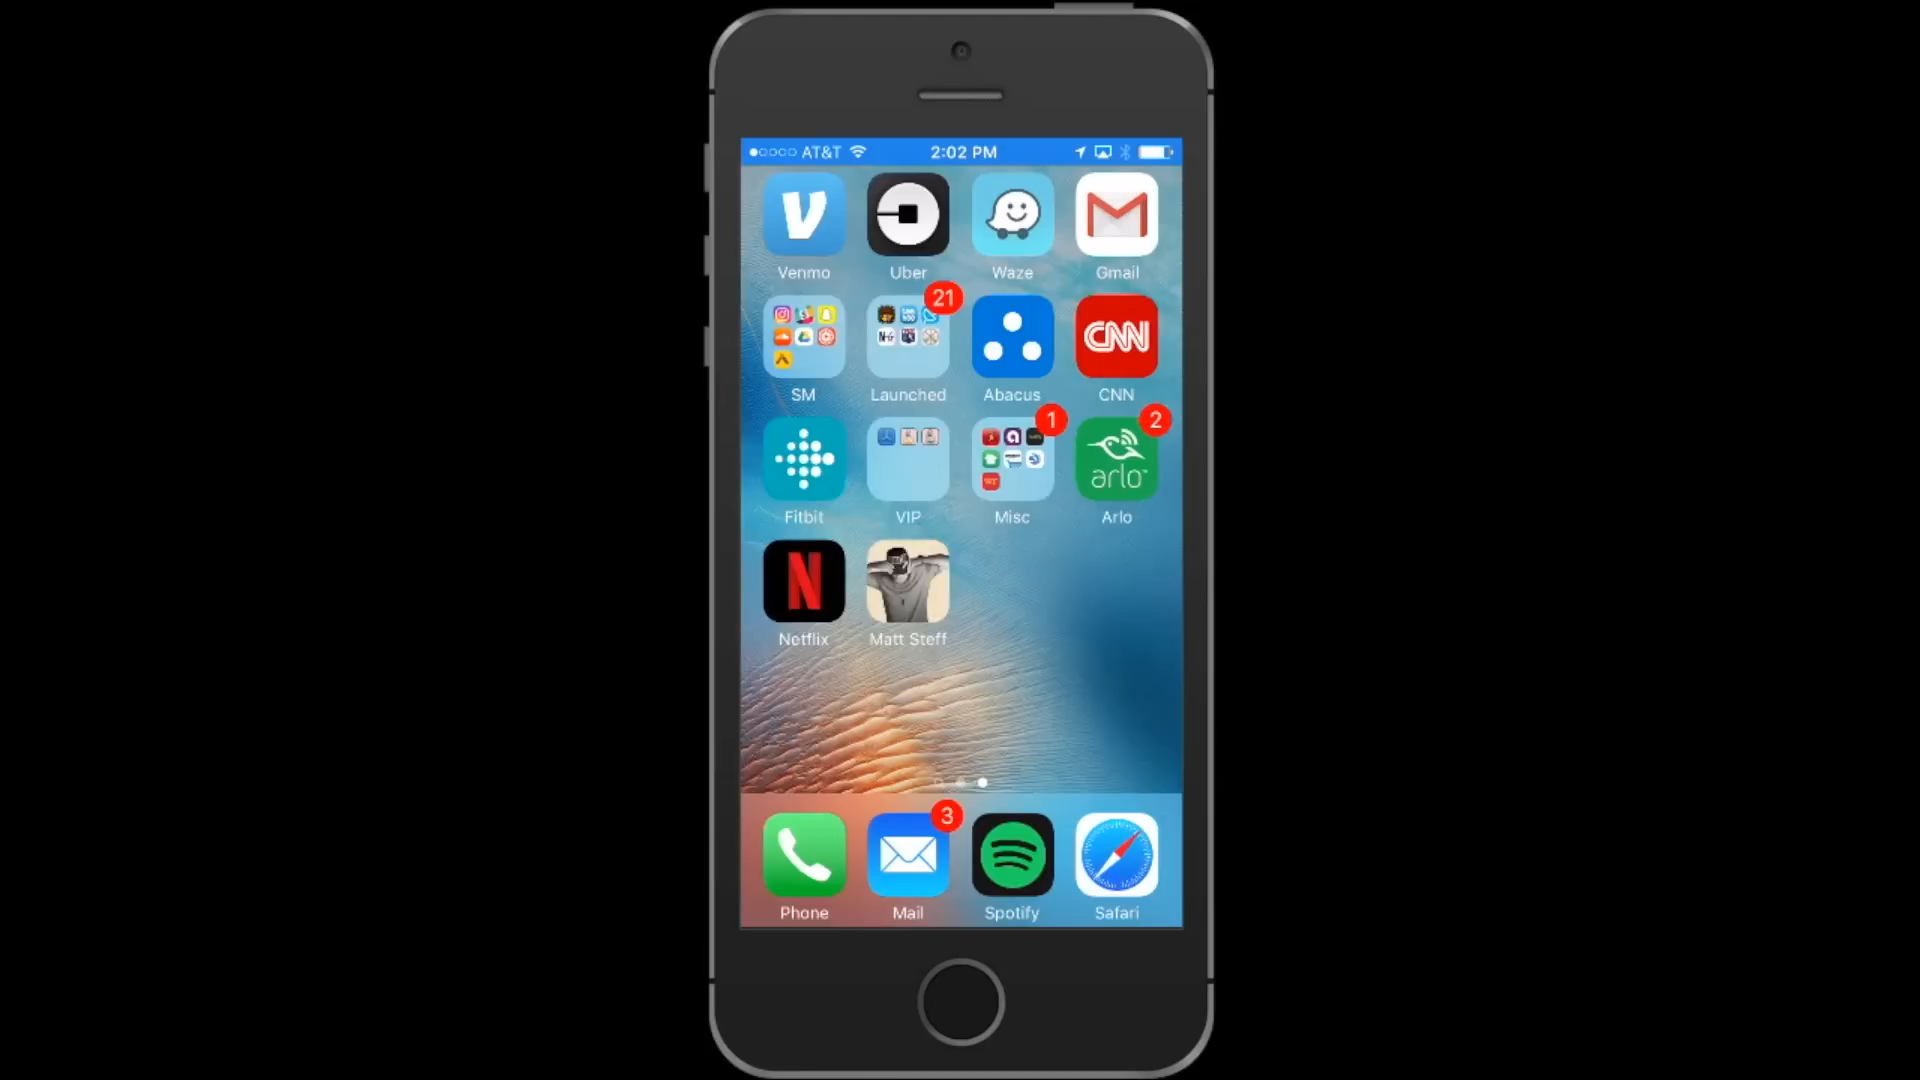 AT&T 2:02 PM
Venmo Uber Waze Gmail
21
CNN
SM Launched Abacus CNN
1 2
arlo
Fitbit VIP Misc Arlo
N
Netflix Matt Steff
3
Phone Mail Spotify Safari